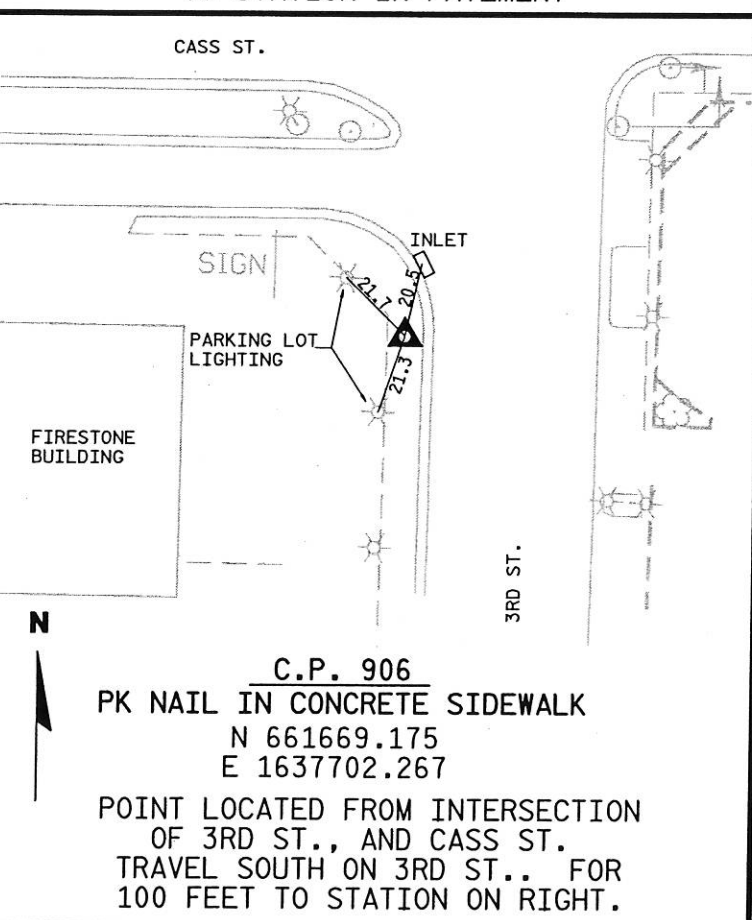 CASS ST.
INLET
SIGN
21.7
20.5
PARKING LOT
LIGHTING
21.3
FIRESTONE
BUILDING
3RD ST.
N
C.P. 906
PK NAIL IN CONCRETE SIDEWALK
N 661669.175
E 1637702.267
POINT LOCATED FROM INTERSECTION
OF 3RD ST., AND CASS ST.
TRAVEL SOUTH ON 3RD ST.. FOR
100 FEET TO STATION ON RIGHT.